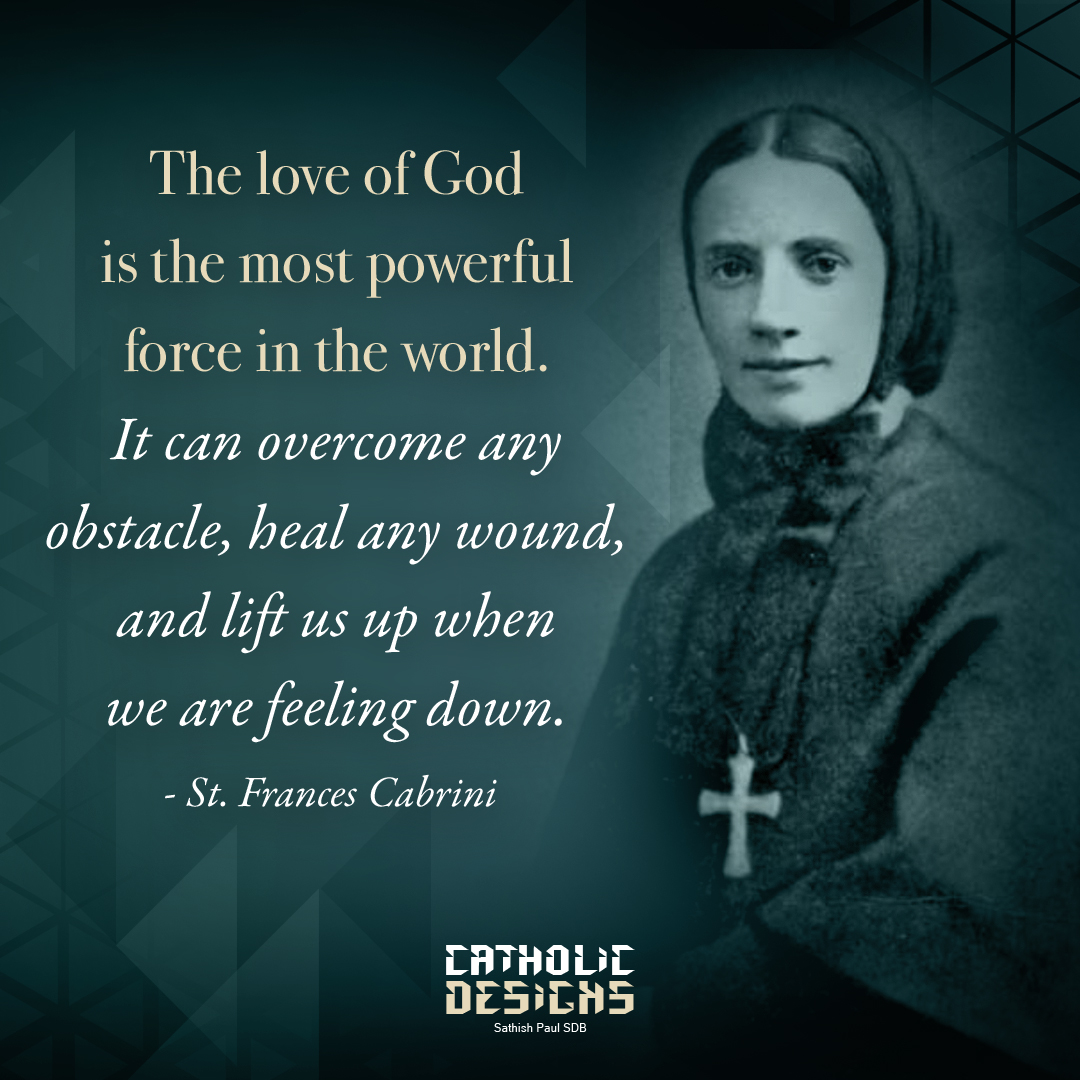 The love of God
is the most powerful
force in the world.
It can overcome any
obstacle, heal any wound,
and lift us up when
we are feeling down.
- St. Frances Cabrini
CATHOLIC
DESIGNS
Sathish Paul SDB